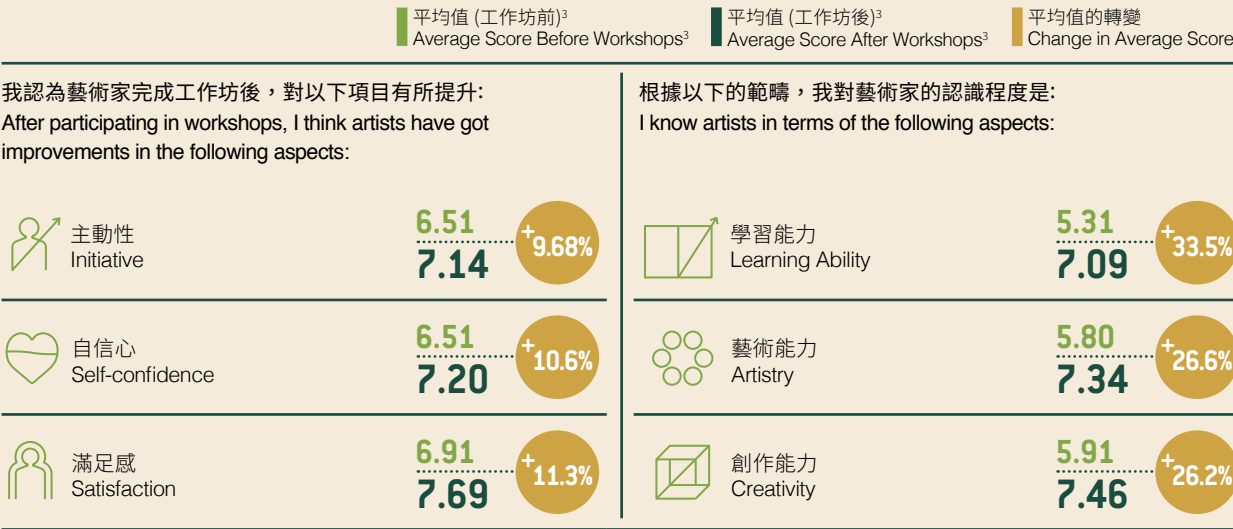 平均值 (工作坊前)³
Average Score Before Workshops³
平均值 (工作坊後)³
Average Score After Workshops³
平均值的轉變
Change in Average Score
我認為藝術家完成工作坊後，對以下項目有所提升:
After participating in workshops, I think artists have got
improvements in the following aspects:
主動性
Initiative
6.51
7.14
+9.68%
自信心
Self-confidence
6.51
7.20
+10.6%
滿足感
Satisfaction
6.91
7.69
+11.3%
根據以下的範疇，我對藝術家的認識程度是:
I know artists in terms of the following aspects:
學習能力
Learning Ability
5.31
7.09
+33.5%
藝術能力
Artistry
5.80
7.34
+26.6%
創作能力
Creativity
5.91
7.46
+26.2%